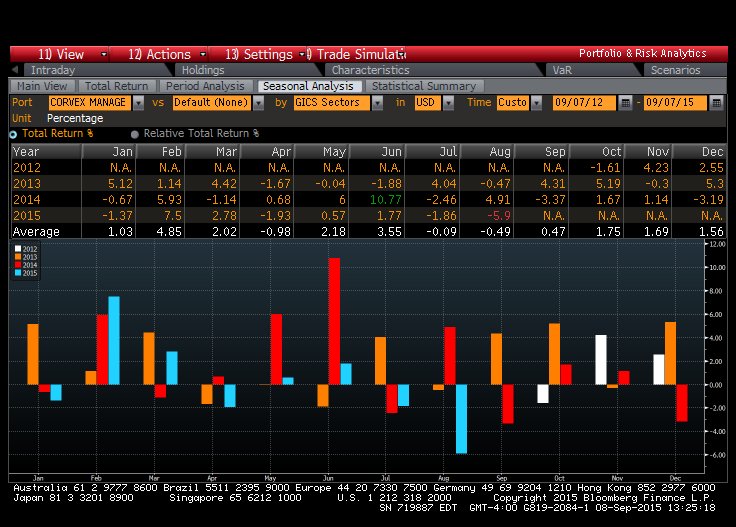 11) View 12) Actions 13) Settings Trade Simulati Portfolio & Risk Analytics
Intraday Holdings Characteristics VaR Scenarios
Main View Total Return Period Analysis Seasonal Analysis Statistical Summary
Port CORVEX MANAGE vs Default (None) by GICS Sectors in USD Time Custo 09/07/12 - 09/07/15
Unit Percentage
Total Return % Relative Total Return %
Year Jan Feb Mar Apr May Jun Jul Aug Sep Oct Nov Dec
2012 N.A. N.A. N.A. N.A. N.A. N.A. N.A. N.A. N.A. -1.61 4.23 2.55
2013 5.12 1.14 4.42 -1.67 -0.04 -1.88 4.04 -0.47 4.31 5.19 -0.3 5.3
2014 -0.67 5.93 -1.14 0.68 6 10.77 -2.46 4.91 -3.37 1.67 1.14 -3.19
2015 -1.37 7.5 2.78 -1.93 0.57 1.77 -1.86 -5.9 N.A. N.A. N.A. N.A.
Average 1.03 4.85 2.02 -0.98 2.18 3.55 -0.09 -0.49 0.47 1.75 1.69 1.56
2012
2013
2014
2015
12.00
10.00
8.00
6.00
4.00
2.00
0.00
-2.00
-4.00
-6.00
Jan Feb Mar Apr May Jun Jul Aug Sep Oct Nov Dec
Australia 61 2 9777 8600 Brazil 5511 2395 9000 Europe 44 20 7330 7500 Germany 49 69 9204 1210 Hong Kong 852 2977 6000
Japan 81 3 3201 8900 Singapore 65 6212 1000 U.S. 1 212 318 2000 Copyright 2015 Bloomberg Finance L.P.
SN 719887 EDT GMT-4:00 G819-2084-1 08-Sep-2015 13:25:18